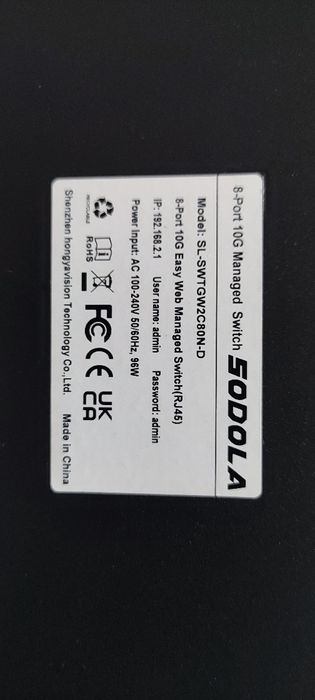 8-Port 10G Managed Switch SODOLA
Model: SL-SWTGW2C80N-D
8-Port 10G Easy Web Managed Switch(RJ45)
IP: 192.168.2.1 User name: admin Password: admin
Power Input: AC 100-240V 50/60Hz, 96W
RECYCLABLE RoHS FC CE UK CA
Shenzhen hongyavision Technology Co.,Ltd. Made in China